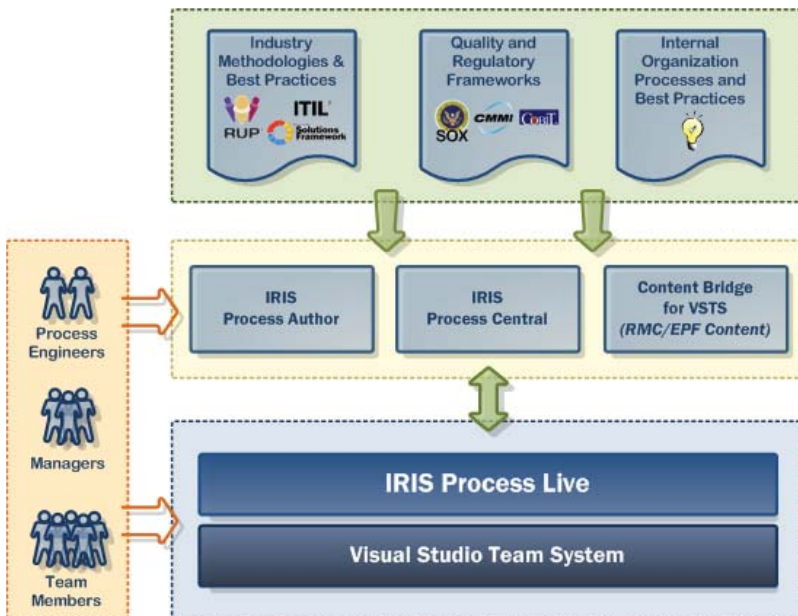 Industry
Methodologies &
Best Practices
RUP
ITIL®
Solutions
Framework
Quality and
Regulatory
Frameworks
SOX
CMMI
COBIT
Internal
Organization
Processes and
Best Practices
Process
Engineers
Managers
Team
Members
IRIS
Process Author
IRIS
Process Central
Content Bridge
for VSTS
(RMC/EPF Content)
IRIS Process Live
Visual Studio Team System